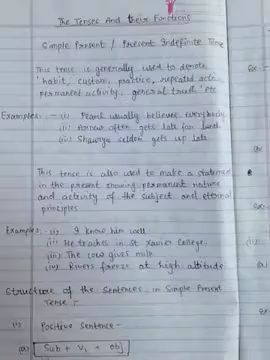 The Tenses And their Functions
Simple Present / Present Indefinite Tense
This tense is generally used to denote
'habit, custom, practice, repeated action
permanent activity, general truth' etc
Examples :- (i) Pearl usually believes everybody
(ii) Annar often gets late for lunch
(iii) Shaurya seldom gets up late
This tense is also used to make a statement
in the present showing permanent nature
and activity of the subject and eternal
principles
Example:- (i) I know him well
(ii) He teaches in St Xavier College.
(iii) The cow gives milk
(iv) Rivers freeze at high altitude
Structure of the Sentences in Simple Present
Tense :-
(i) Positive Sentence -
(a) Sub + V₁ + Obj